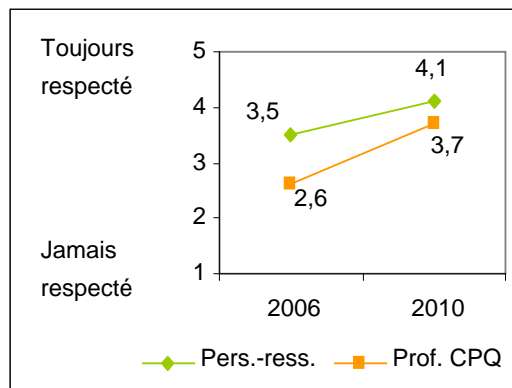 Toujours
respecté
Jamais
respecté
5
4
3
2
1
3,5
4,1
2,6
3,7
2006 2010
Pers.-ress. Prof. CPQ